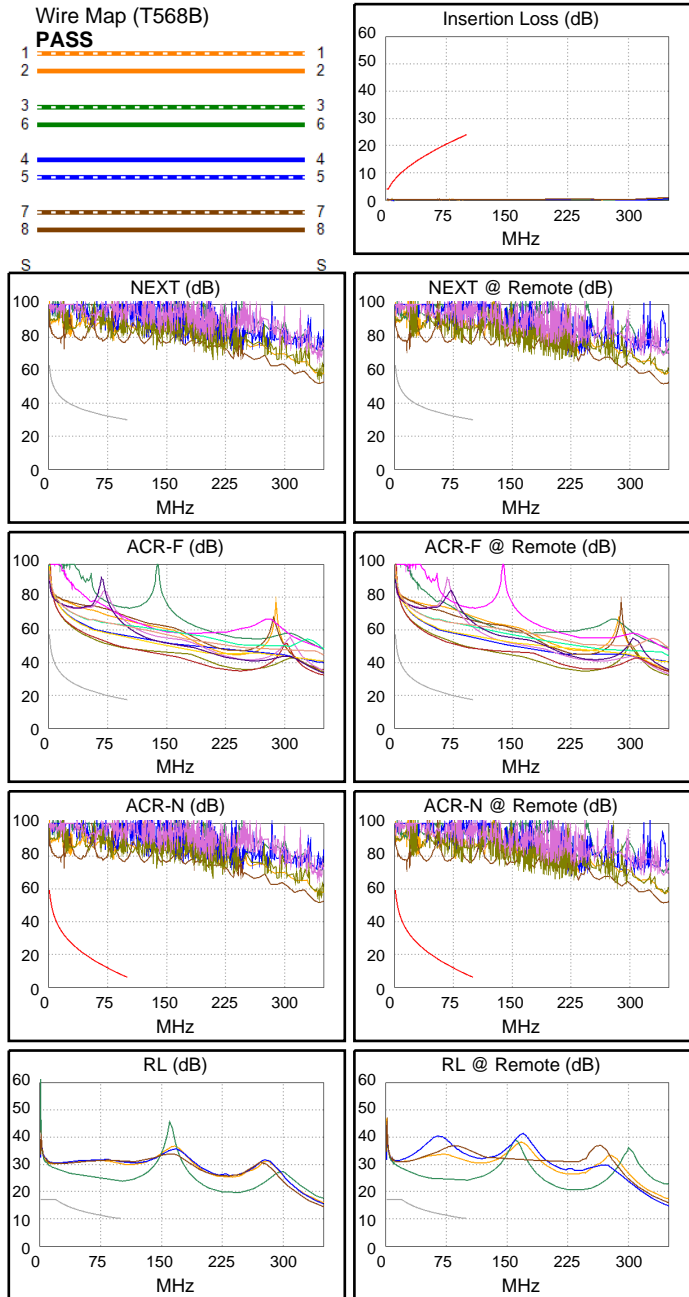 Wire Map (T568B)
PASS
1 1
2 2
3 3
6 6
4 4
5 5
7 7
8 8
S S
Insertion Loss (dB)
60
50
40
30
20
10
0
0 75 150 225 300
MHz
NEXT (dB)
100
80
60
40
20
0
0 75 150 225 300
MHz
NEXT @ Remote (dB)
100
80
60
40
20
0
0 75 150 225 300
MHz
ACR-F (dB)
100
80
60
40
20
0
0 75 150 225 300
MHz
ACR-F @ Remote (dB)
100
80
60
40
20
0
0 75 150 225 300
MHz
ACR-N (dB)
100
80
60
40
20
0
0 75 150 225 300
MHz
ACR-N @ Remote (dB)
100
80
60
40
20
0
0 75 150 225 300
MHz
RL (dB)
60
50
40
30
20
10
0
0 75 150 225 300
MHz
RL @ Remote (dB)
60
50
40
30
20
10
0
0 75 150 225 300
MHz